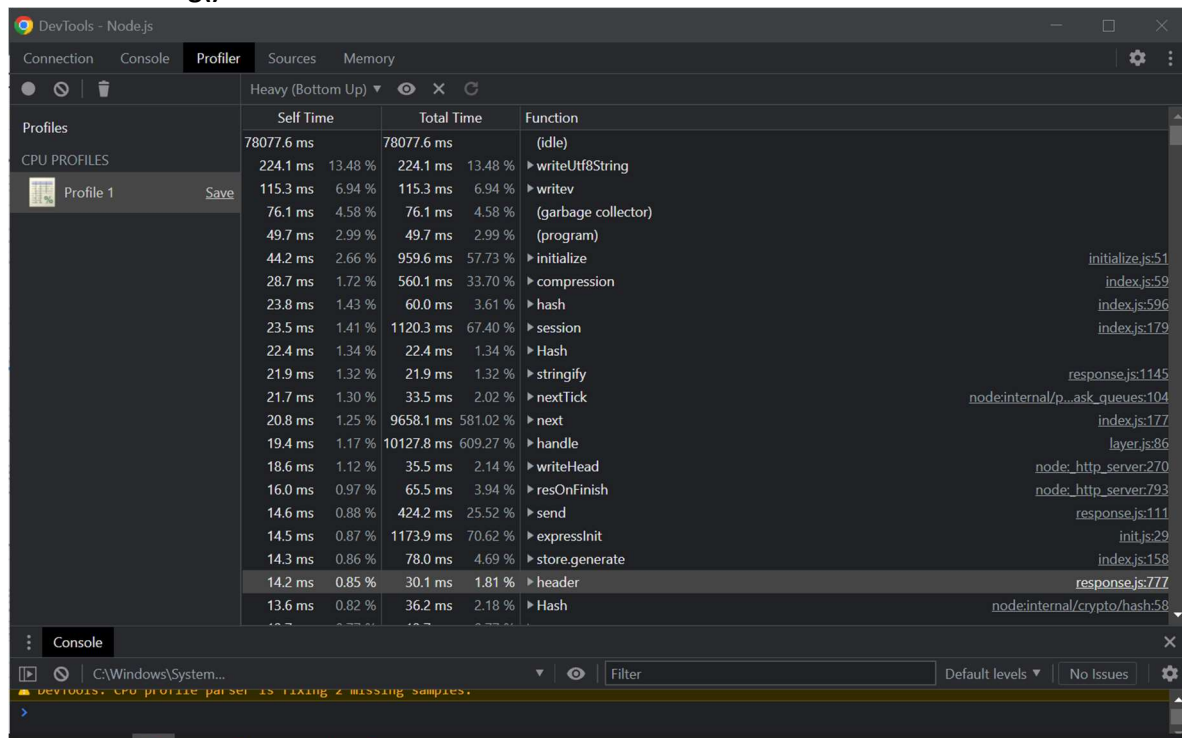 DevTools - Node.js
Connection Console Profiler Sources Memory
Heavy (Bottom Up) ▼
Profiles
CPU PROFILES
Profile 1 Save
Self Time Total Time Function
78077.6 ms 78077.6 ms (idle)
224.1 ms 13.48 % 224.1 ms 13.48 % writeUtf8String
115.3 ms 6.94 % 115.3 ms 6.94 % writev
76.1 ms 4.58 % 76.1 ms 4.58 % (garbage collector)
49.7 ms 2.99 % 49.7 ms 2.99 % (program)
44.2 ms 2.66 % 959.6 ms 57.73 % initialize initialize.js:51
28.7 ms 1.72 % 560.1 ms 33.70 % compression index.js:59
23.8 ms 1.43 % 60.0 ms 3.61 % hash index.js:596
23.5 ms 1.41 % 1120.3 ms 67.40 % session index.js:179
22.4 ms 1.34 % 22.4 ms 1.34 % Hash
21.9 ms 1.32 % 21.9 ms 1.32 % stringify response.js:1145
21.7 ms 1.30 % 33.5 ms 2.02 % nextTick node:internal/p...ask_queues:104
20.8 ms 1.25 % 9658.1 ms 581.02 % next index.js:177
19.4 ms 1.17 % 10127.8 ms 609.27 % handle layer.js:86
18.6 ms 1.12 % 35.5 ms 2.14 % writeHead node:_http_server:270
16.0 ms 0.97 % 65.5 ms 3.94 % resOnFinish node:_http_server:793
14.6 ms 0.88 % 424.2 ms 25.52 % send response.js:111
14.5 ms 0.87 % 1173.9 ms 70.62 % expressInit init.js:29
14.3 ms 0.86 % 78.0 ms 4.69 % store.generate index.js:158
14.2 ms 0.85 % 30.1 ms 1.81 % header response.js:777
13.6 ms 0.82 % 36.2 ms 2.18 % Hash node:internal/crypto/hash:58
Console
C:\Windows\System... Filter Default levels ▼ No Issues
DevTools: CPU profile parser is fixing 2 missing samples.